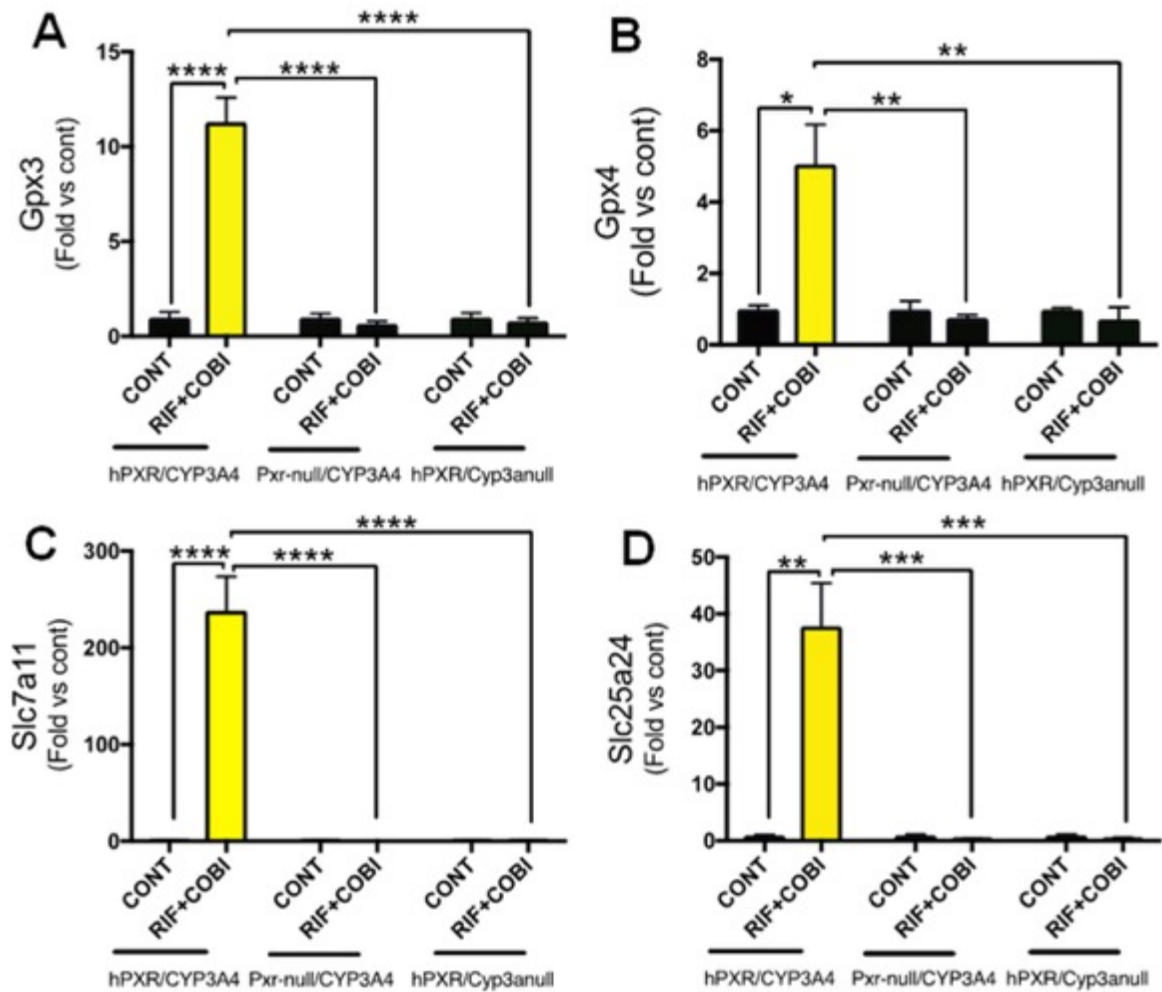 A
Gpx3
(Fold vs cont)
15
10
5
0
****
****
****
CONT
RIF+COBI
CONT
RIF+COBI
CONT
RIF+COBI
hPXR/CYP3A4
Pxr-null/CYP3A4
hPXR/Cyp3anull
B
Gpx4
(Fold vs cont)
8
6
4
2
0
*
**
**
CONT
RIF+COBI
CONT
RIF+COBI
CONT
RIF+COBI
hPXR/CYP3A4
Pxr-null/CYP3A4
hPXR/Cyp3anull
C
Slc7a11
(Fold vs cont)
300
200
100
0
****
****
****
CONT
RIF+COBI
CONT
RIF+COBI
CONT
RIF+COBI
hPXR/CYP3A4
Pxr-null/CYP3A4
hPXR/Cyp3anull
D
Slc25a24
(Fold vs cont)
50
40
30
20
10
0
**
***
***
CONT
RIF+COBI
CONT
RIF+COBI
CONT
RIF+COBI
hPXR/CYP3A4
Pxr-null/CYP3A4
hPXR/Cyp3anull